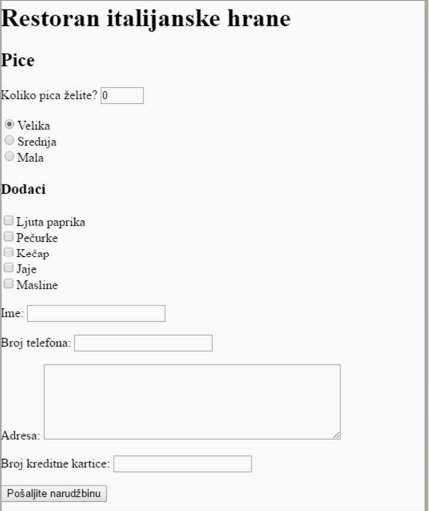 Restoran italijanske hrane
Pice
Koliko pica želite? 0
Velika
Srednja
Mala
Dodaci
Ljuta paprika
Pečurke
Kečap
Jaje
Masline
Ime:
Broj telefona:
Adresa:
Broj kreditne kartice:
Pošaljite narudžbinu